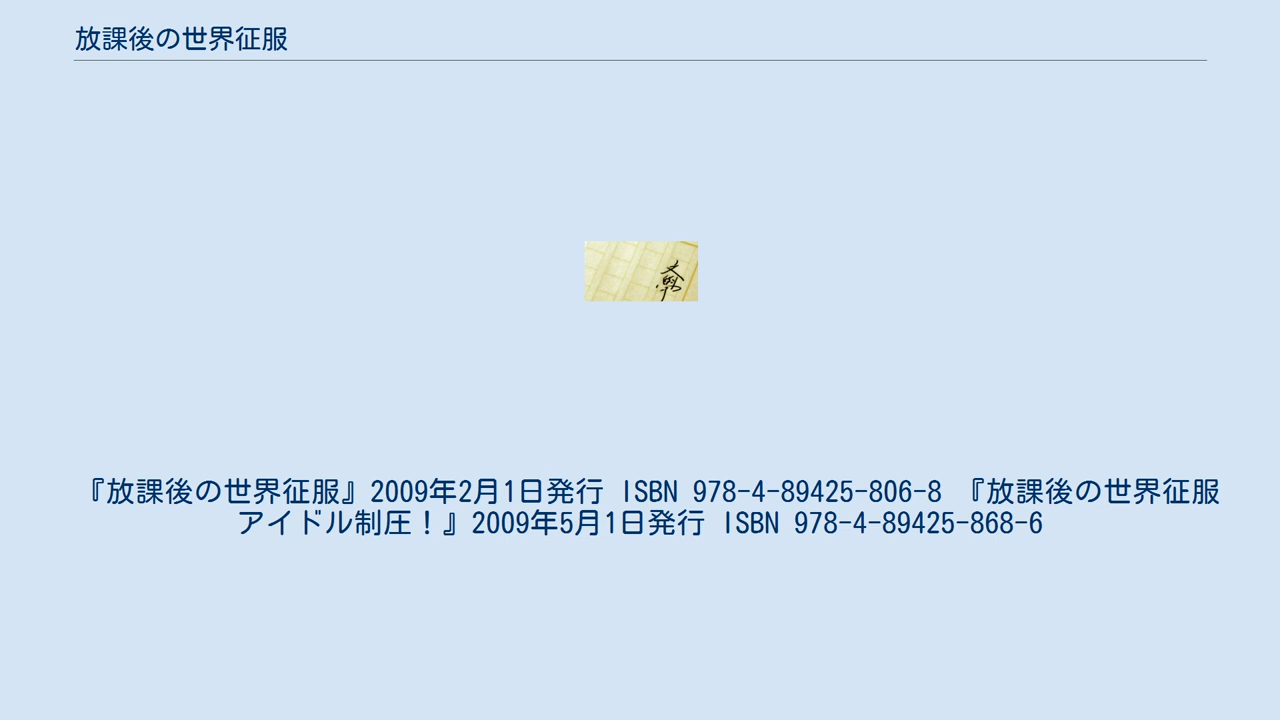 放課後の世界征服
『放課後の世界征服』2009年2月1日発行 ISBN 978-4-89425-806-8 『放課後の世界征服
アイドル制圧！』2009年5月1日発行 ISBN 978-4-89425-868-6